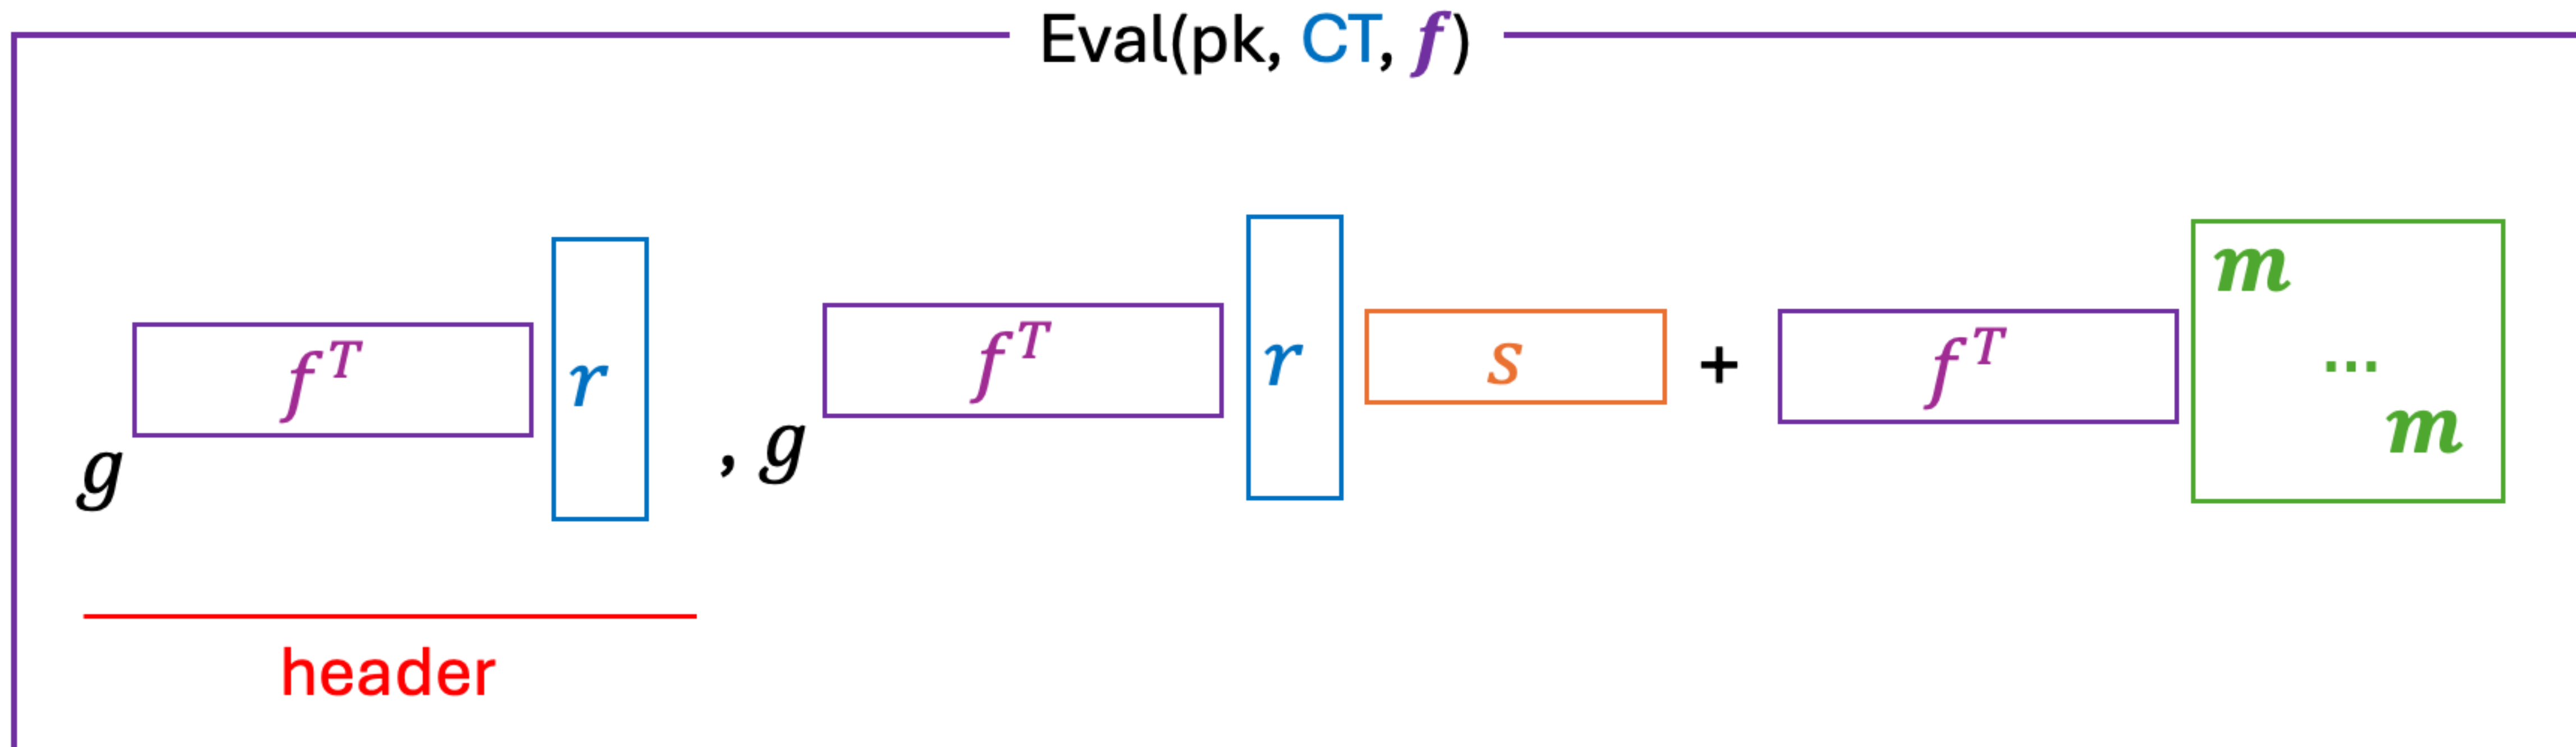 Eval(pk, CT, f)
g f^T r , g f^T r s + f^T m ... m
header